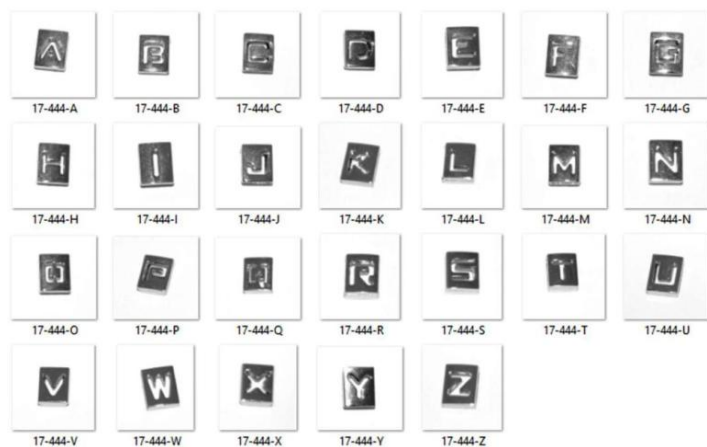 A B C D E F G
17-444-A 17-444-B 17-444-C 17-444-D 17-444-E 17-444-F 17-444-G
H I J K L M N
17-444-H 17-444-I 17-444-J 17-444-K 17-444-L 17-444-M 17-444-N
O P Q R S T U
17-444-O 17-444-P 17-444-Q 17-444-R 17-444-S 17-444-T 17-444-U
V W X Y Z
17-444-V 17-444-W 17-444-X 17-444-Y 17-444-Z